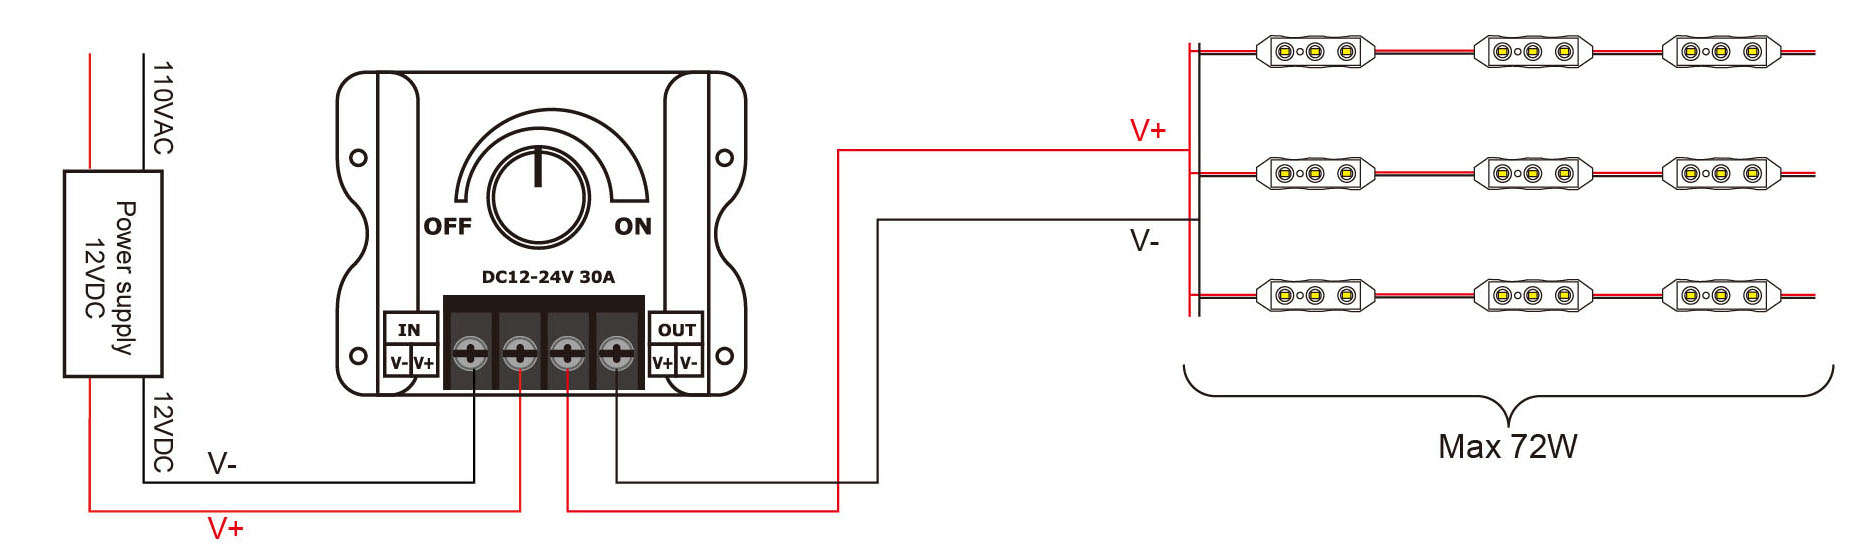 110VAC
Power supply
12VDC
12VDC
V-
V+
OFF
ON
DC12-24V 30A
IN
V- V+
OUT
V+ V-
V+
V-
Max 72W